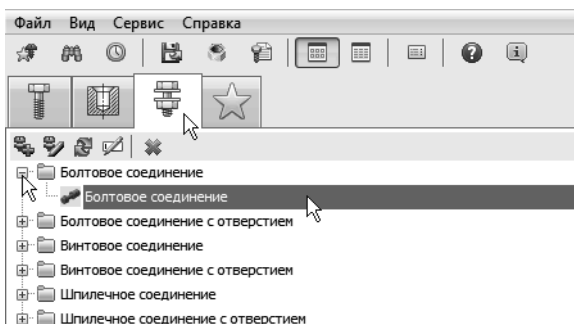 Файл Вид Сервис Справка
Болтовое соединение
Болтовое соединение
Болтовое соединение с отверстием
Винтовое соединение
Винтовое соединение с отверстием
Шпилечное соединение
Шпилечное соединение с отверстием